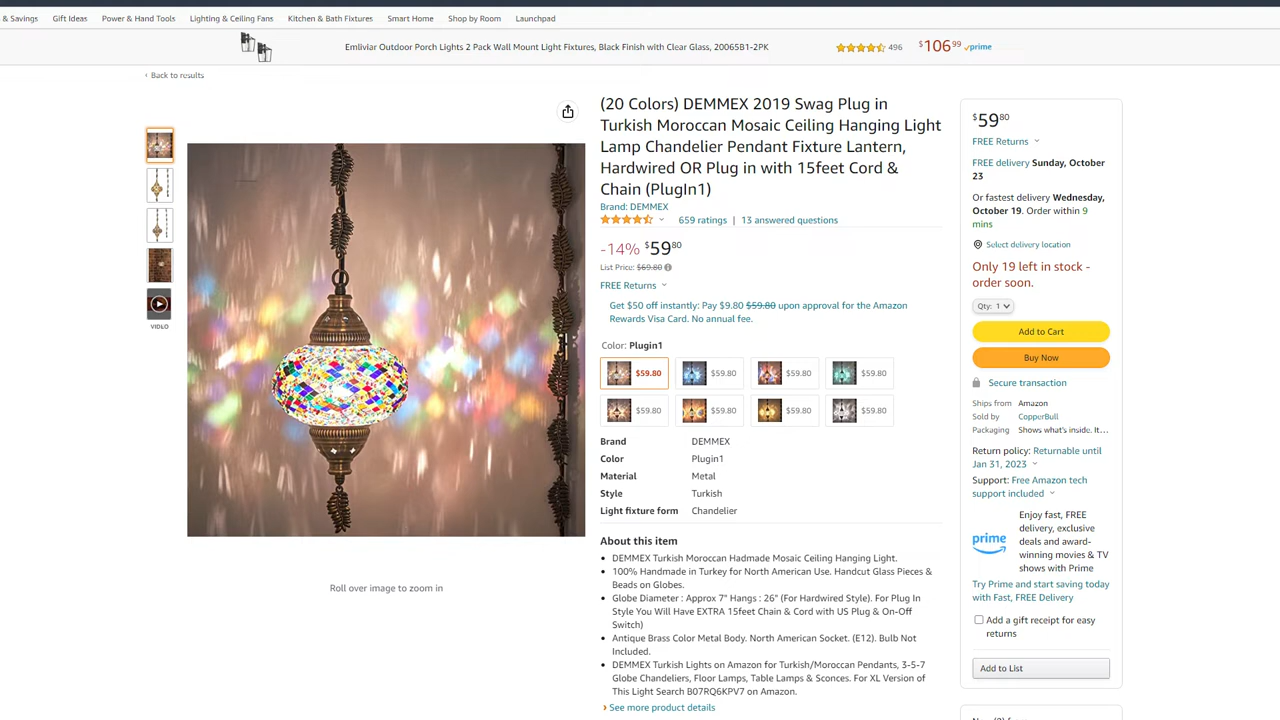 & Savings
Gift Ideas
Power & Hand Tools
Lighting & Ceiling Fans
Kitchen & Bath Fixtures
Smart Home
Shop by Room
Launchpad
Emliviar Outdoor Porch Lights 2 Pack Wall Mount Light Fixtures, Black Finish with Clear Glass, 20065B1-2PK
496
$106.99
prime
‹ Back to results
VIDEO
Roll over image to zoom in
(20 Colors) DEMMEX 2019 Swag Plug in
Turkish Moroccan Mosaic Ceiling Hanging Light
Lamp Chandelier Pendant Fixture Lantern,
Hardwired OR Plug in with 15feet Cord &
Chain (PlugIn1)
Brand: DEMMEX
659 ratings | 13 answered questions
-14% $59.80
List Price: $69.80
FREE Returns
Get $50 off instantly: Pay $9.80 $59.80 upon approval for the Amazon
Rewards Visa Card. No annual fee.
Color: Plugin1
$59.80 $59.80 $59.80 $59.80
$59.80 $59.80 $59.80 $59.80
Brand DEMMEX
Color Plugin1
Material Metal
Style Turkish
Light fixture form Chandelier
About this item
• DEMMEX Turkish Moroccan Hadmade Mosaic Ceiling Hanging Light.
• 100% Handmade in Turkey for North American Use. Handcut Glass Pieces &
Beads on Globes.
• Globe Diameter : Approx 7" Hangs : 26" (For Hardwired Style). For Plug In
Style You Will Have EXTRA 15feet Chain & Cord with US Plug & On-Off
Switch)
• Antique Brass Color Metal Body. North American Socket. (E12). Bulb Not
Included.
• DEMMEX Turkish Lights on Amazon for Turkish/Moroccan Pendants, 3-5-7
Globe Chandeliers, Floor Lamps, Table Lamps & Sconces. For XL Version of
This Light Search B07RQ6KPV7 on Amazon.
› See more product details
$59.80
FREE Returns
FREE delivery Sunday, October
23
Or fastest delivery Wednesday,
October 19. Order within 9
mins
Select delivery location
Only 19 left in stock -
order soon.
Qty: 1
Add to Cart
Buy Now
Secure transaction
Ships from Amazon
Sold by CopperBull
Packaging Shows what's inside. It...
Return policy: Returnable until
Jan 31, 2023
Support: Free Amazon tech
support included
prime
Enjoy fast, FREE
delivery, exclusive
deals and award-
winning movies & TV
shows with Prime
Try Prime and start saving today
with Fast, FREE Delivery
Add a gift receipt for easy
returns
Add to List